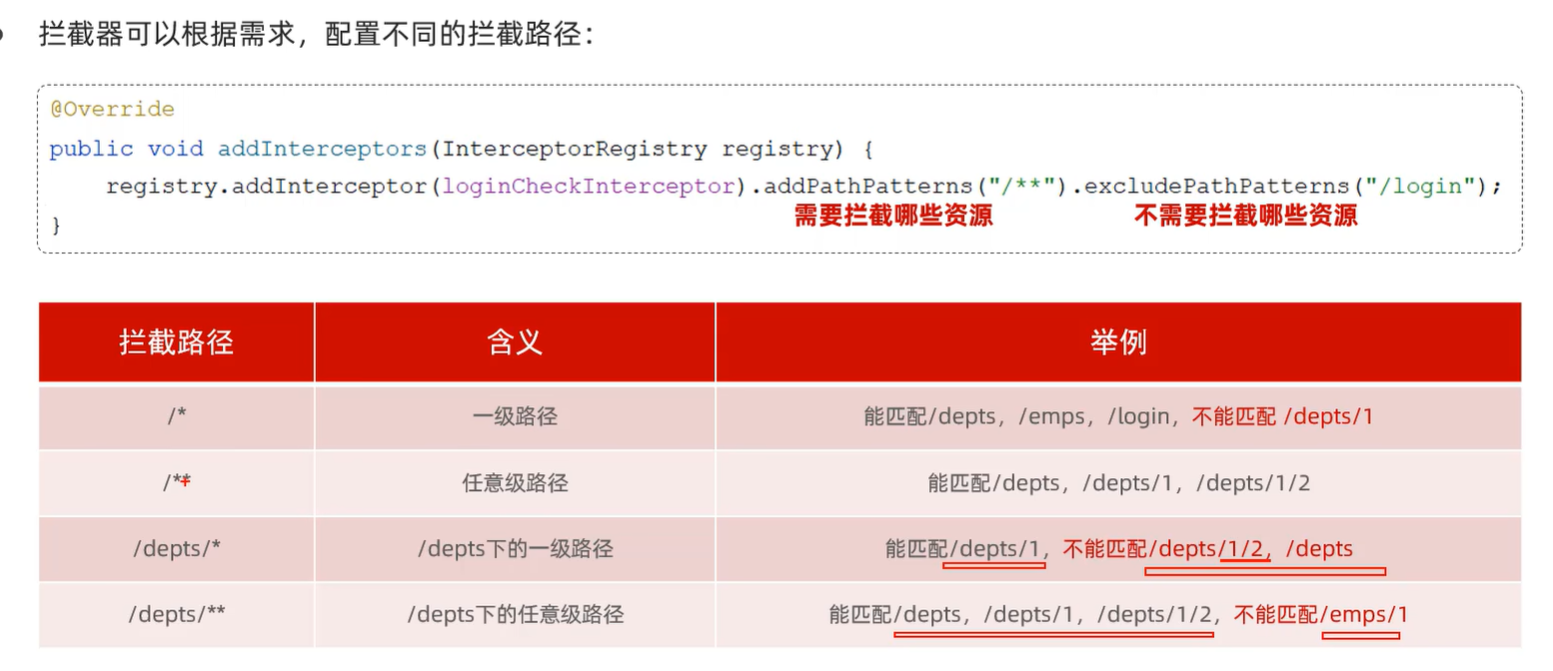 拦截器可以根据需求，配置不同的拦截路径：
@Override
public void addInterceptors(InterceptorRegistry registry) {
registry.addInterceptor(loginCheckInterceptor).addPathPatterns("/**").excludePathPatterns("/login");
需要拦截哪些资源 不需要拦截哪些资源
}
拦截路径 含义 举例
/* 一级路径 能匹配/depts，/emps，/login，不能匹配 /depts/1
/** 任意级路径 能匹配/depts，/depts/1，/depts/1/2
/depts/* /depts下的一级路径 能匹配/depts/1，不能匹配/depts/1/2，/depts
/depts/** /depts下的任意级路径 能匹配/depts，/depts/1，/depts/1/2，不能匹配/emps/1